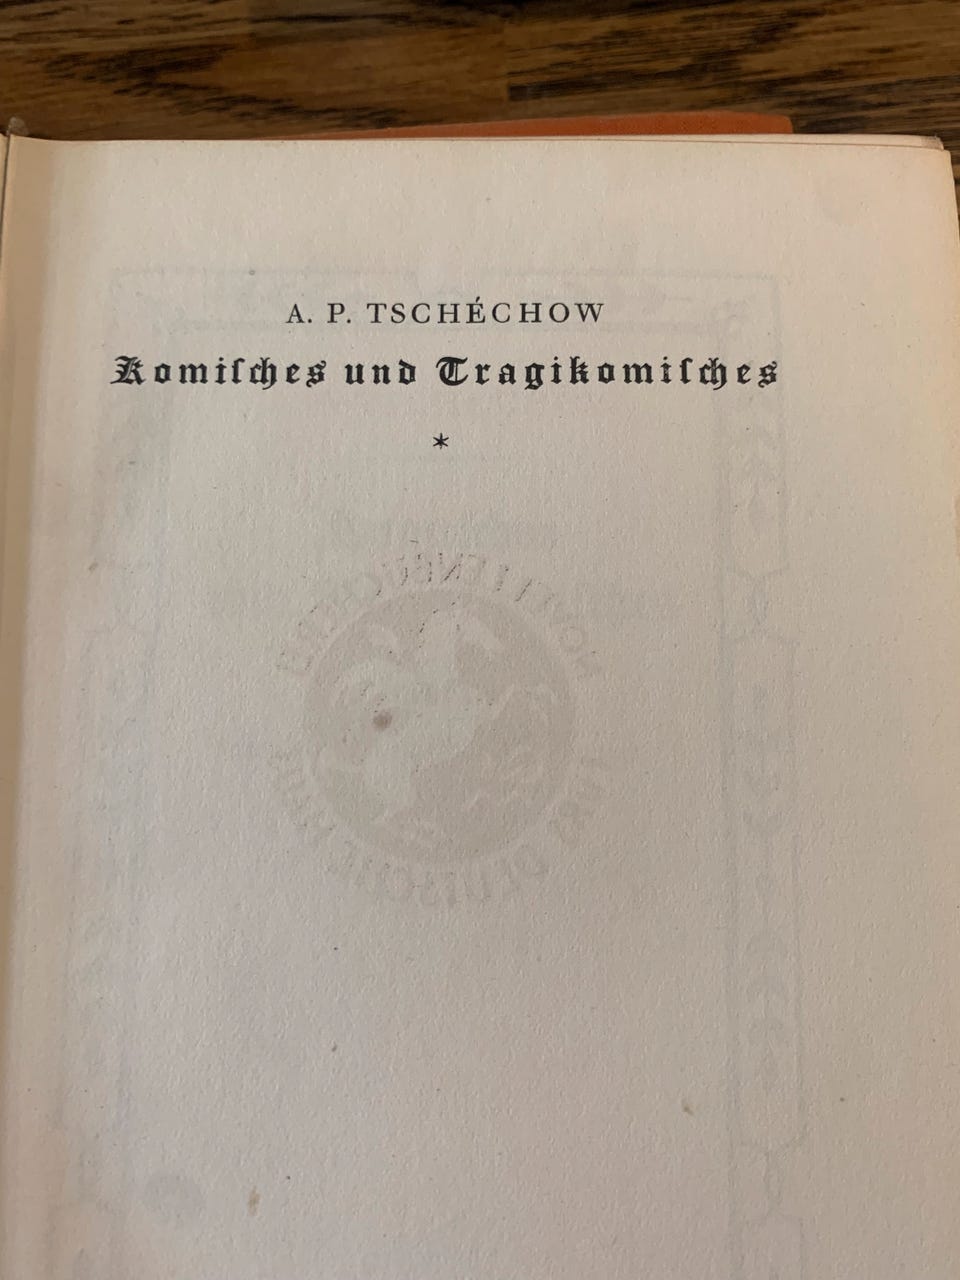 A. P. TSCHÉCHOW
Komiſches und Tragikomiſches
*